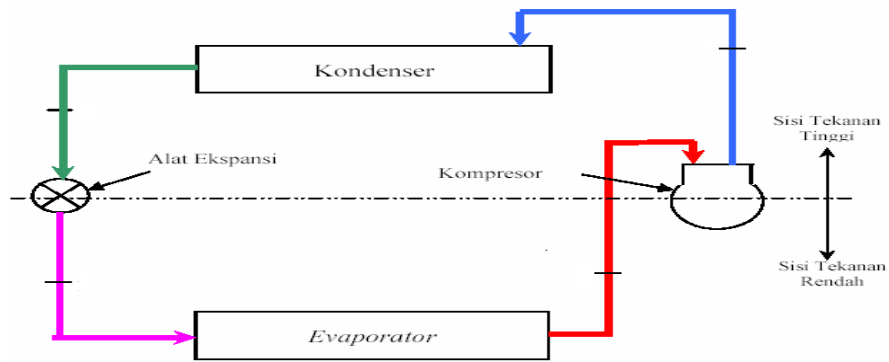 Kondenser
Sisi Tekanan
Tinggi
Alat Ekspansi
Kompresor
Sisi Tekanan
Rendah
Evaporator